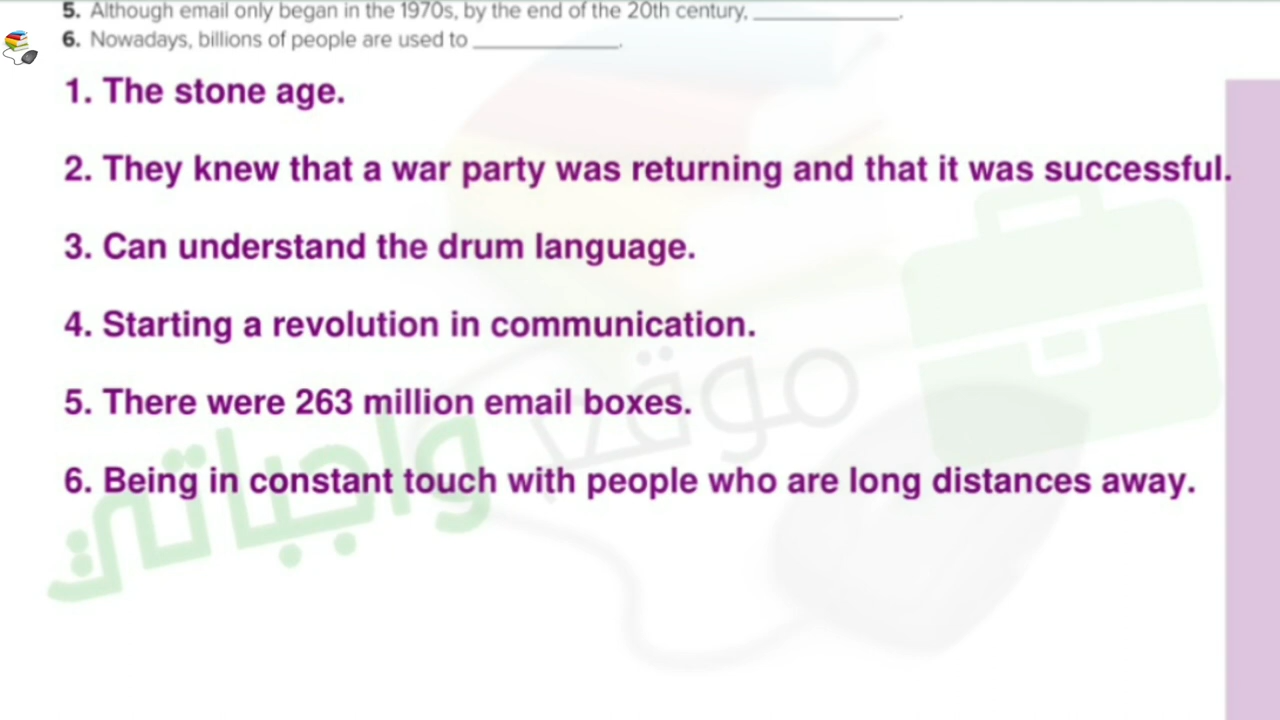 5. Although email only began in the 1970s, by the end of the 20th century, ______________.
6. Nowadays, billions of people are used to ______________.
1. The stone age.
2. They knew that a war party was returning and that it was successful.
3. Can understand the drum language.
4. Starting a revolution in communication.
5. There were 263 million email boxes.
6. Being in constant touch with people who are long distances away.
موقع
واجباتي